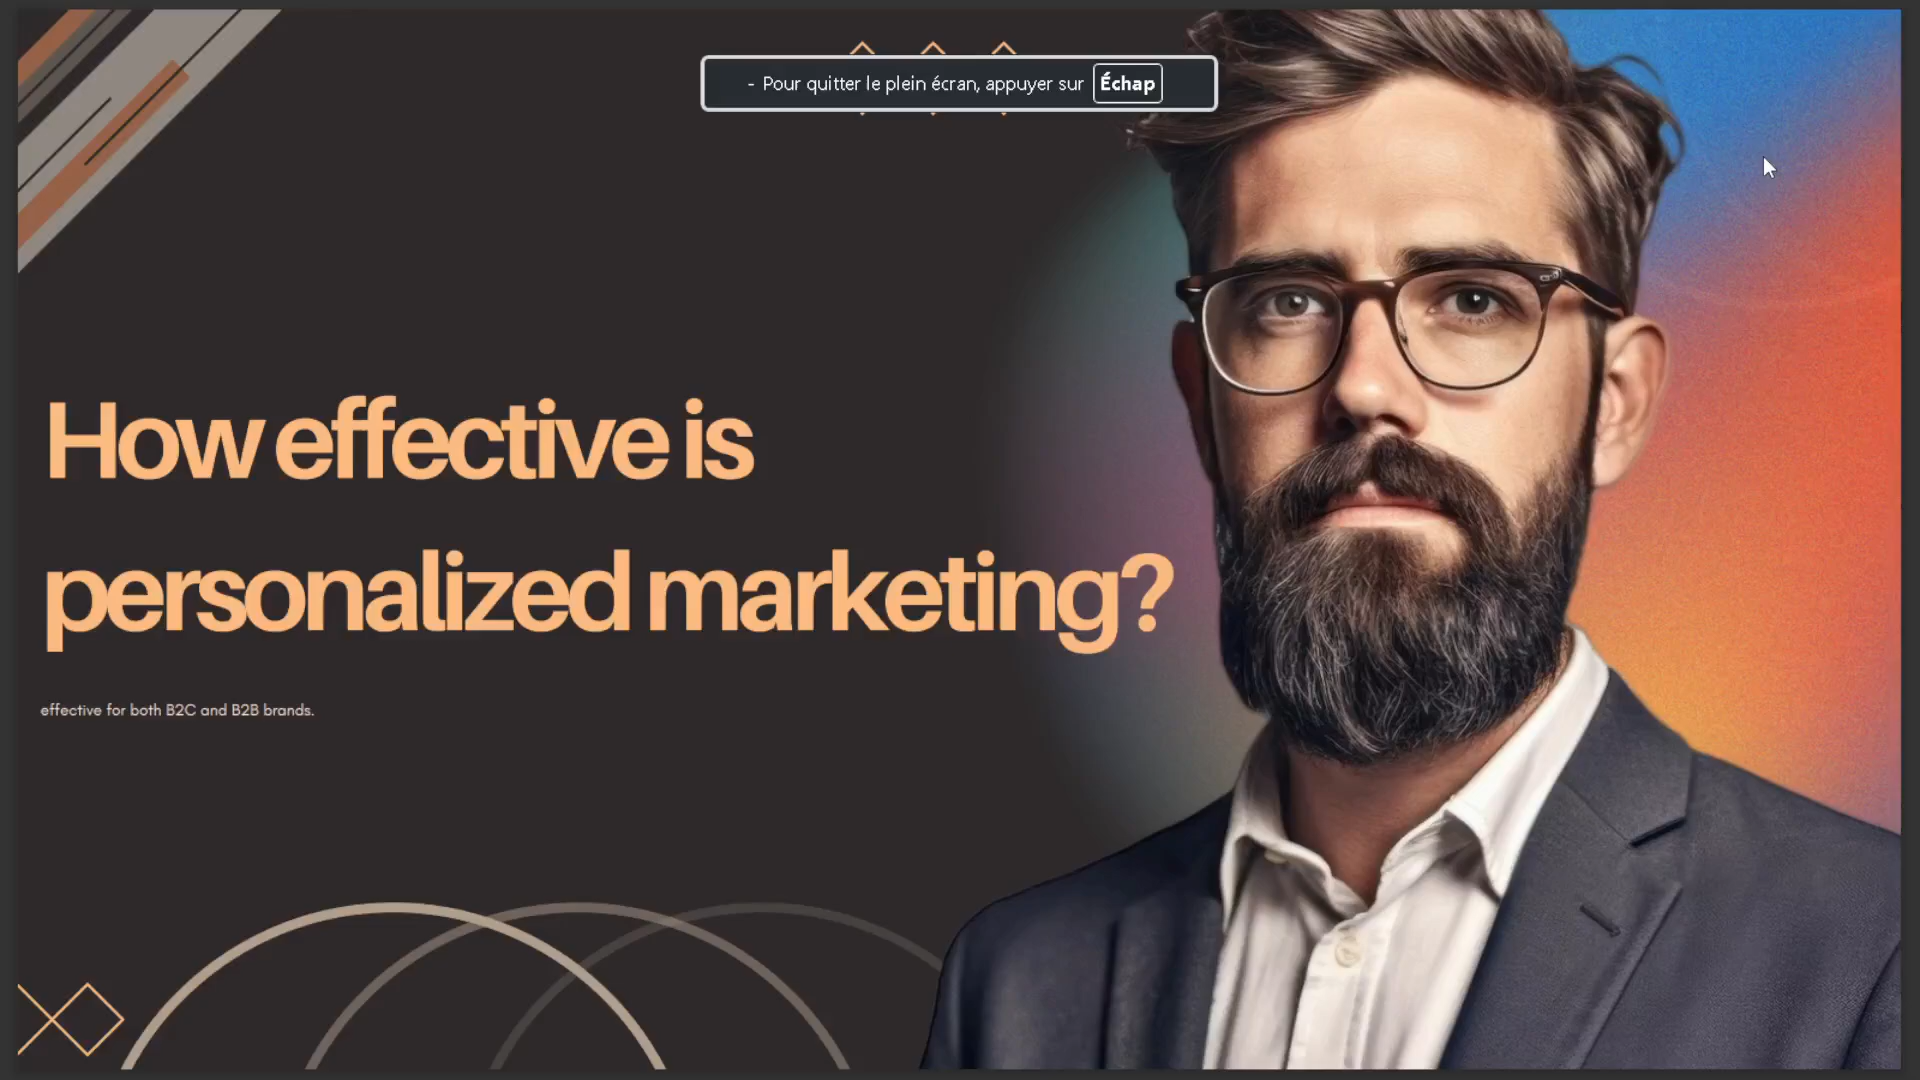 - Pour quitter le plein écran, appuyer sur Échap
How effective is
personalized marketing?
effective for both B2C and B2B brands.